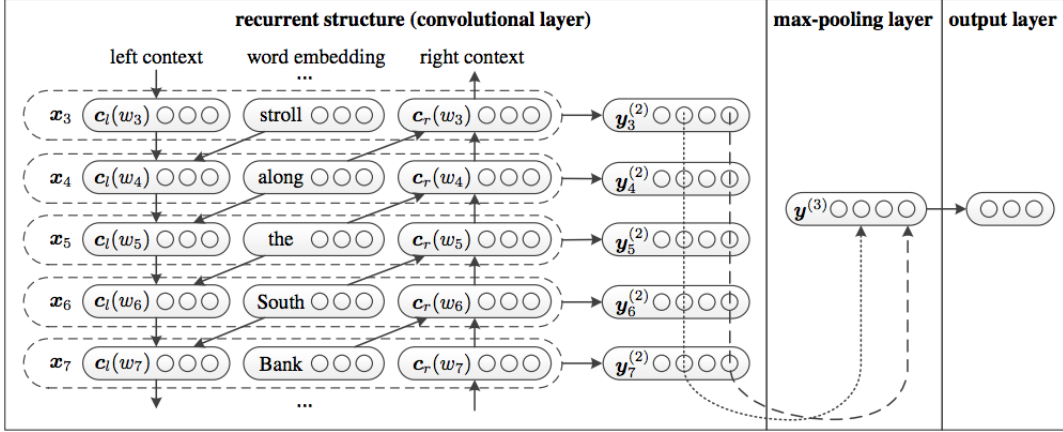 recurrent structure (convolutional layer) max-pooling layer output layer
left context word embedding right context
...
x₃ cₗ(w₃) stroll cᵣ(w₃) y₃⁽²⁾
x₄ cₗ(w₄) along cᵣ(w₄) y₄⁽²⁾
y⁽³⁾
x₅ cₗ(w₅) the cᵣ(w₅) y₅⁽²⁾
x₆ cₗ(w₆) South cᵣ(w₆) y₆⁽²⁾
x₇ cₗ(w₇) Bank cᵣ(w₇) y₇⁽²⁾
...